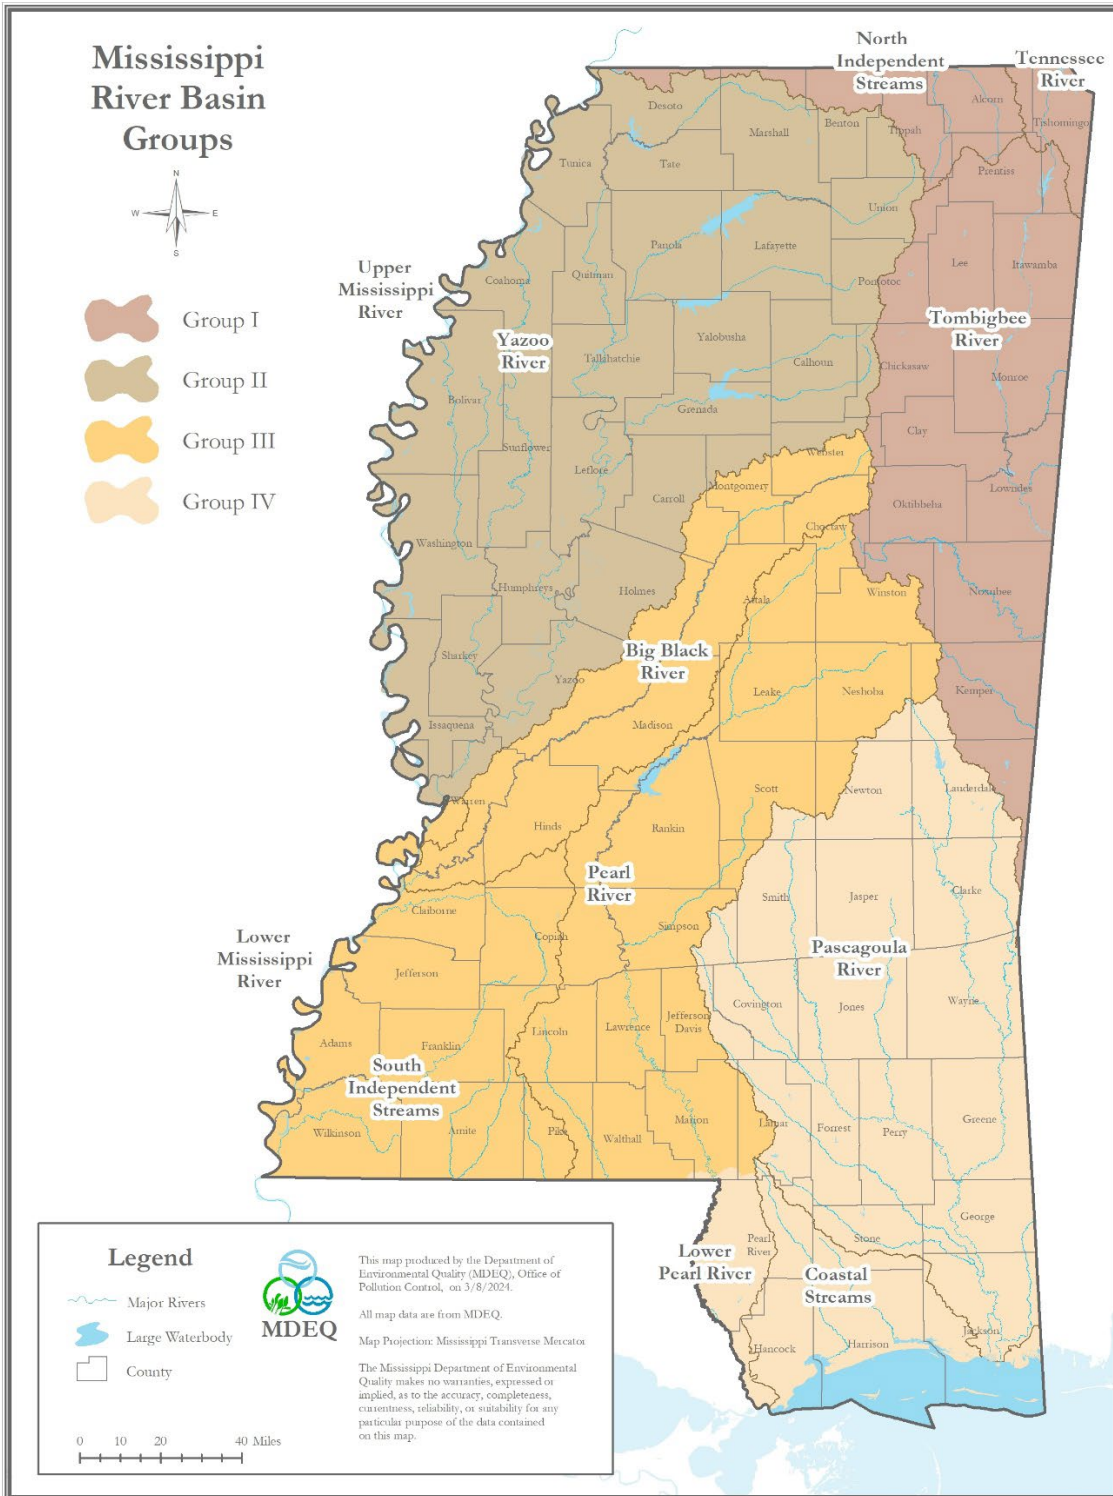 Mississippi
River Basin
Groups
N
W
E
S
Group I
Group II
Group III
Group IV
North
Independent
Streams
Tennessee
River
Upper
Mississippi
River
Yazoo
River
Tombigbee
River
Big Black
River
Pearl
River
Pascagoula
River
Lower
Mississippi
River
South
Independent
Streams
Lower
Pearl River
Coastal
Streams
Desoto
Marshall
Benton
Tippah
Alcorn
Tishomingo
Tunica
Tate
Prentiss
Union
Panola
Lafayette
Lee
Itawamba
Coahoma
Quitman
Pontotoc
Yalobusha
Tallahatchie
Calhoun
Chickasaw
Monroe
Bolivar
Grenada
Clay
Sunflower
Leflore
Webster
Montgomery
Carroll
Oktibbeha
Lowndes
Choctaw
Washington
Humphreys
Holmes
Attala
Winston
Noxubee
Sharkey
Yazoo
Leake
Neshoba
Kemper
Issaquena
Madison
Warren
Hinds
Rankin
Scott
Newton
Lauderdale
Claiborne
Copiah
Simpson
Smith
Jasper
Clarke
Jefferson
Covington
Jones
Wayne
Adams
Franklin
Lincoln
Lawrence
Jefferson
Davis
Wilkinson
Amite
Pike
Walthall
Marion
Lamar
Forrest
Perry
Greene
Pearl
River
Stone
George
Hancock
Harrison
Jackson
Legend
Major Rivers
Large Waterbody
County
0 10 20 40 Miles
MDEQ
This map produced by the Department of
Environmental Quality (MDEQ), Office of
Pollution Control, on 3/8/2024.
All map data are from MDEQ.
Map Projection: Mississippi Transverse Mercator
The Mississippi Department of Environmental
Quality makes no warranties, expressed or
implied, as to the accuracy, completeness,
currentness, reliability, or suitability for any
particular purpose of the data contained
on this map.